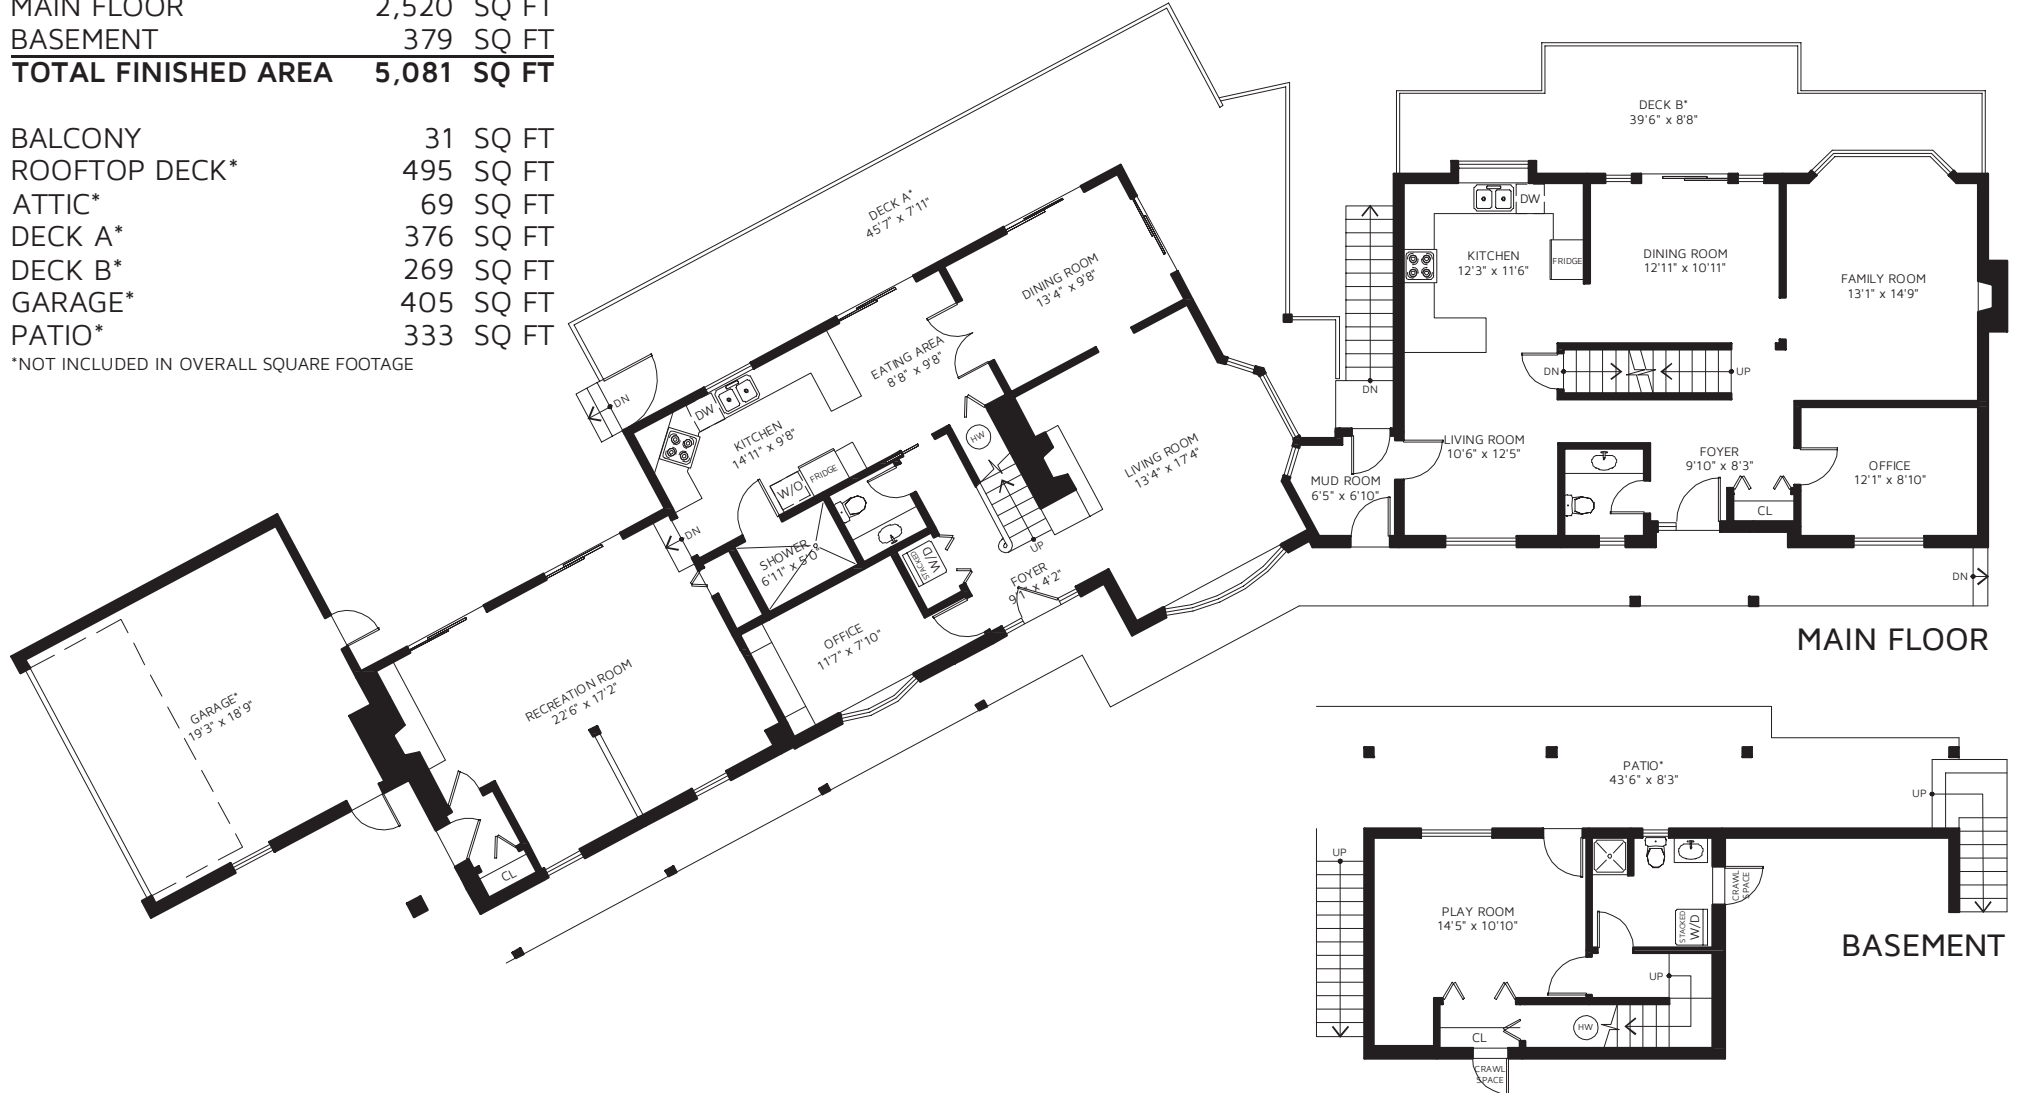 MAIN FLOOR 2,520 SQ FT
BASEMENT 379 SQ FT
TOTAL FINISHED AREA 5,081 SQ FT
BALCONY 31 SQ FT
ROOFTOP DECK* 495 SQ FT
ATTIC* 69 SQ FT
DECK A* 376 SQ FT
DECK B* 269 SQ FT
GARAGE* 405 SQ FT
PATIO* 333 SQ FT
*NOT INCLUDED IN OVERALL SQUARE FOOTAGE
DECK A*
45'7" x 7'11"
DINING ROOM
13'4" x 9'8"
EATING AREA
8'8" x 9'8"
DN
DW
KITCHEN
14'11" x 9'8"
HW
FRIDGE
W/O
LIVING ROOM
13'4" x 17'4"
DN
SHOWER
6'11" x 5'0"
STACKED
W/D
UP
FOYER
9'1" x 4'2"
OFFICE
11'7" x 7'10"
RECREATION ROOM
22'6" x 17'2"
GARAGE*
19'3" x 18'9"
CL
DECK B*
39'6" x 8'8"
DW
KITCHEN
12'3" x 11'6"
FRIDGE
DINING ROOM
12'11" x 10'11"
FAMILY ROOM
13'1" x 14'9"
DN
DN
UP
LIVING ROOM
10'6" x 12'5"
FOYER
9'10" x 8'3"
OFFICE
12'1" x 8'10"
MUD ROOM
6'5" x 6'10"
CL
DN
MAIN FLOOR
PATIO*
43'6" x 8'3"
UP
UP
CRAWL
SPACE
PLAY ROOM
14'5" x 10'10"
STACKED
W/D
BASEMENT
UP
HW
CL
CRAWL
SPACE